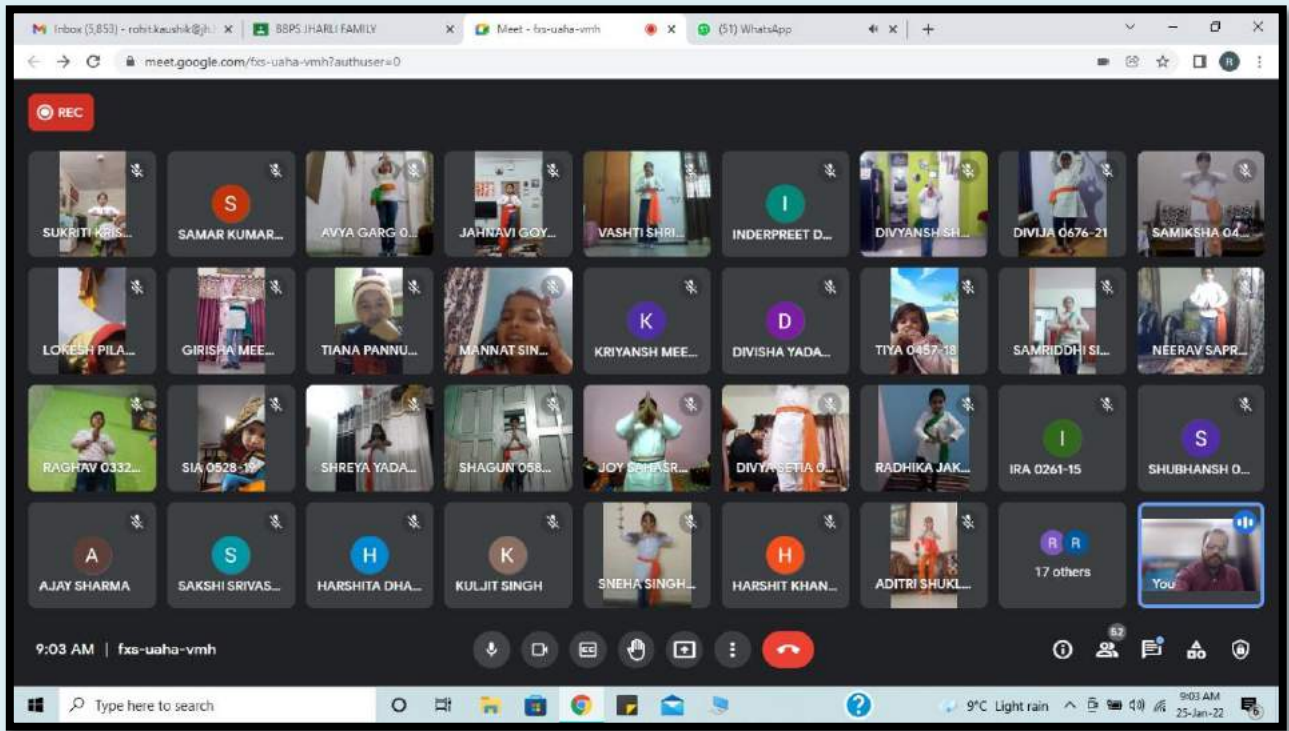 Inbox (5,853) - rohit.kaushik@jh. BBPS JHARLI FAMILY Meet - fxs-uaha-vmh (51) WhatsApp
meet.google.com/fxs-uaha-vmh?authuser=0 R
REC
S
SUKRITI KRIS... SAMAR KUMAR... AVYA GARG 0... JAHNAVI GOY... VASHTI SHRI... INDERPREET D... DIVYANSH SH... DIVIJA 0676-21 SAMIKSHA 04...
I
K D
LOKESH PILA... GIRISHA MEE... TIANA PANNU... MANNAT SIN... KRIYANSH MEE... DIVISHA YADA... TIYA 0457-18 SAMRIDDHI SI... NEERAV SAPR...
I S
RAGHAV 0332... SIA 0528-19 SHREYA YADA... SHAGUN 058... JOY SAHASR... DIVYA SETIA 0... RADHIKA JAK... IRA 0261-15 SHUBHANSH 0...
A S H K H R R
AJAY SHARMA SAKSHI SRIVAS... HARSHITA DHA... KULJIT SINGH SNEHA SINGH... HARSHIT KHAN... ADITRI SHUKL... 17 others You
9:03 AM | fxs-uaha-vmh CC 52
Type here to search 9°C Light rain 9:03 AM
25-Jan-22 6